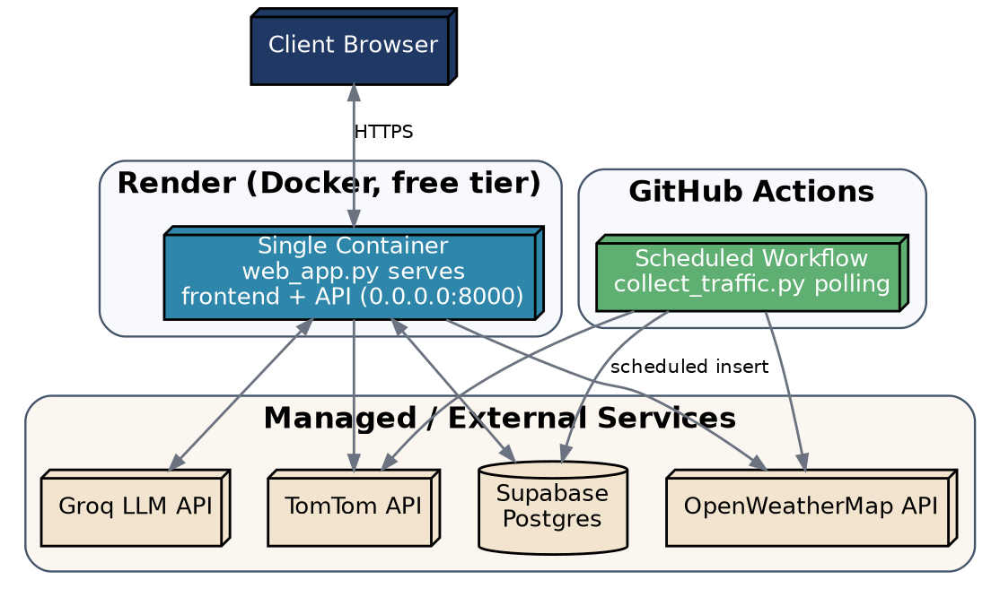 Client Browser
HTTPS
Render (Docker, free tier)
GitHub Actions
Single Container
web_app.py serves
frontend + API (0.0.0.0:8000)
Scheduled Workflow
collect_traffic.py polling
scheduled insert
Managed / External Services
Groq LLM API
TomTom API
Supabase
Postgres
OpenWeatherMap API